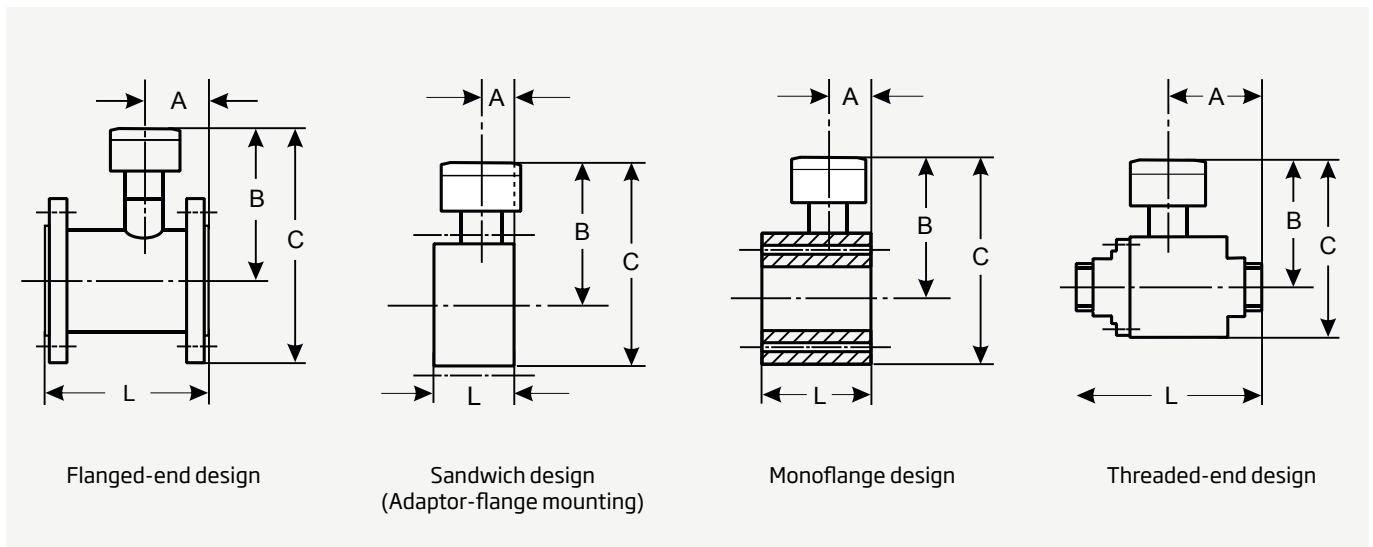 A
B
C
L
Flanged-end design
A
B
C
L
Sandwich design
(Adaptor-flange mounting)
A
B
C
L
Monoflange design
A
B
C
L
Threaded-end design